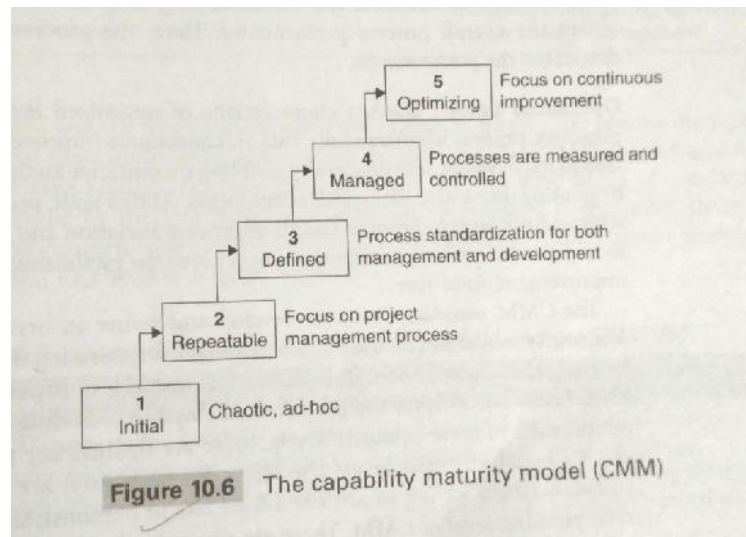 5
Optimizing
Focus on continuous
improvement
4
Managed
Processes are measured and
controlled
3
Defined
Process standardization for both
management and development
2
Repeatable
Focus on project
management process
1
Initial
Chaotic, ad-hoc
Figure 10.6 The capability maturity model (CMM)